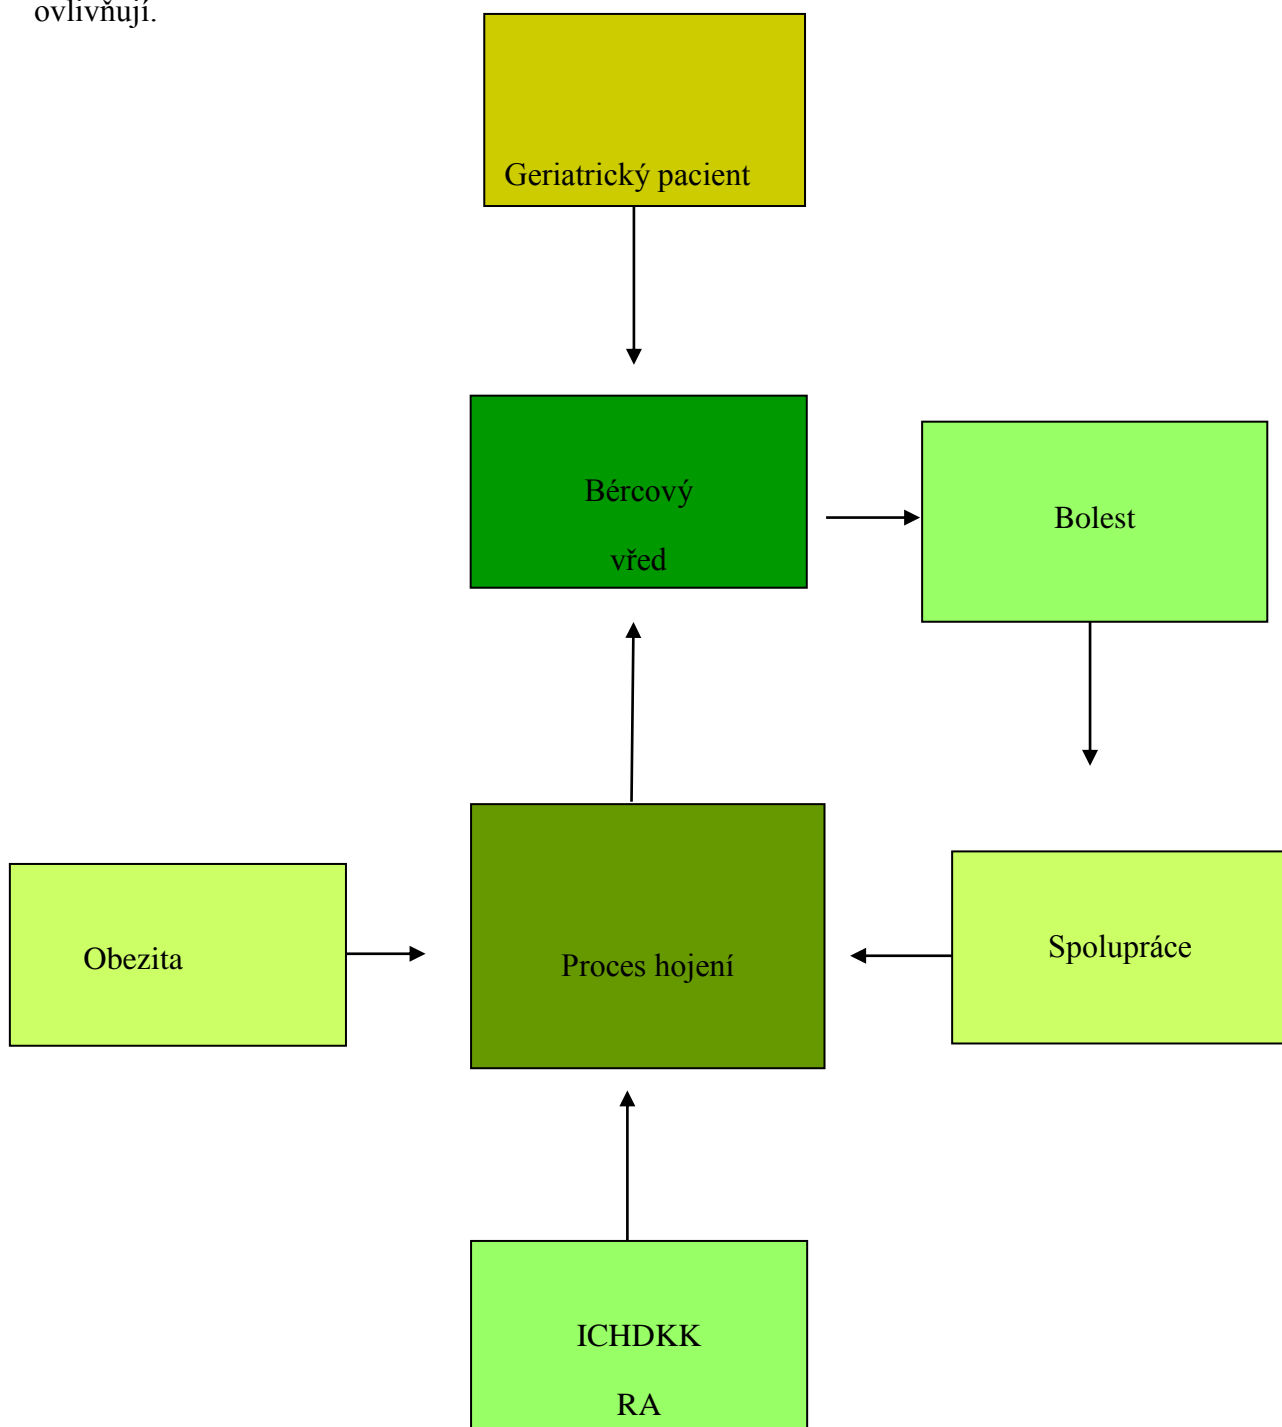 ovlivňují.
Geriatrický pacient
Bércový
vřed
Bolest
Obezita
Proces hojení
Spolupráce
ICHDKK
RA